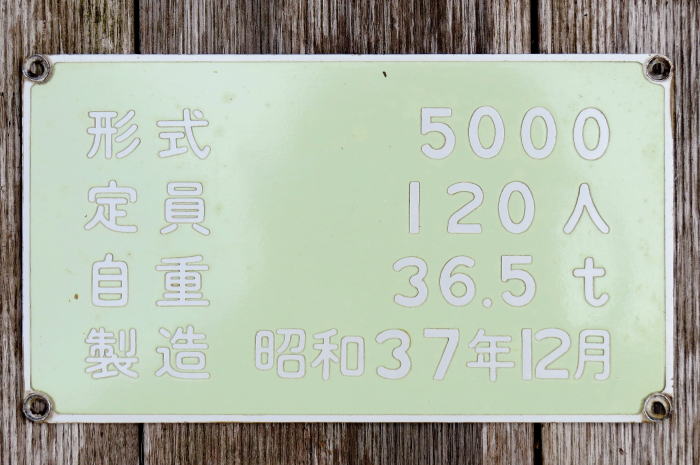 形式 5000
定員 120人
自重 36.5 t
製造 昭和37年12月